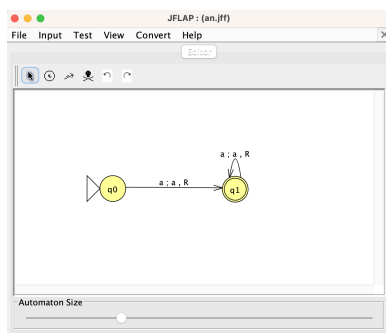 JFLAP : (an.jff)
File Input Test View Convert Help
Editor
a ; a , R
q0
a ; a , R
q1
Automaton Size